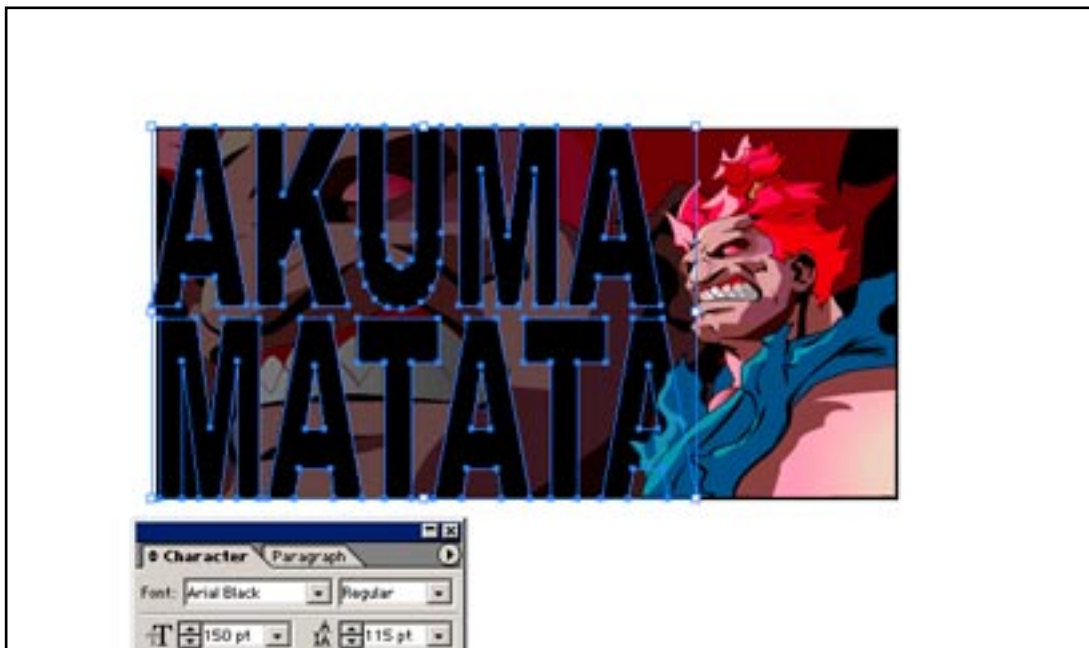 AKUMA
MATATA
Character Paragraph
Font: Arial Black Regular
150 pt 115 pt